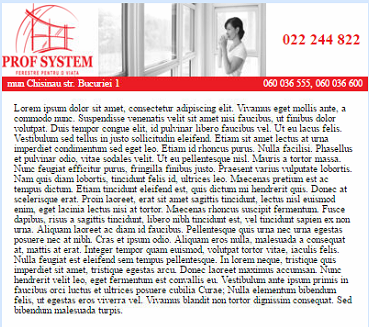 PROF SYSTEM
FERESTRE PENTRU O VIATA
022 244 822
mun Chisinau str. Bucuriei 1
060 036 555, 060 036 600
Lorem ipsum dolor sit amet, consectetur adipiscing elit. Vivamus eget mollis ante, a
commodo nunc. Suspendisse venenatis velit sit amet nisi faucibus, ut finibus dolor
volutpat. Duis tempor congue elit, id pulvinar libero faucibus vel. Ut eu lacus felis.
Vestibulum sed tellus in justo sollicitudin eleifend. Etiam sit amet lectus at urna
imperdiet condimentum sed eget leo. Etiam id rhoncus purus. Nulla facilisi. Phasellus
et pulvinar odio, vitae sodales velit. Ut eu pellentesque nisl. Mauris a tortor massa.
Nunc feugiat efficitur purus, fringilla finibus justo. Praesent varius vulputate lobortis.
Nam quis diam lobortis, tincidunt felis id, ultrices leo. Maecenas pretium est ac
tempus dictum. Etiam tincidunt eleifend est, quis dictum mi hendrerit quis. Donec at
scelerisque erat. Proin laoreet, erat sit amet sagittis tincidunt, lectus nisl euismod
enim, eget lacinia lectus nisi at tortor. Maecenas rhoncus suscipit fermentum. Fusce
dapibus, risus a sagittis tincidunt, libero nibh tincidunt est, vel tincidunt sapien ex non
urna. Aliquam laoreet ac diam id faucibus. Pellentesque quis urna nec urna egestas
posuere nec at nibh. Cras et ipsum odio. Aliquam eros nulla, malesuada a consequat
at, mattis at erat. Integer tempor quam euismod, volutpat tortor vitae, iaculis felis.
Nulla feugiat est eleifend sem tempus pellentesque. In lorem neque, tristique quis
imperdiet sit amet, tristique egestas arcu. Donec laoreet maximus accumsan. Nunc
hendrerit velit leo, eget fermentum est convallis eu. Vestibulum ante ipsum primis in
faucibus orci luctus et ultrices posuere cubilia Curae; Nulla elementum bibendum
felis, ut egestas eros viverra vel. Vivamus blandit non tortor dignissim consequat. Sed
bibendum malesuada turpis.